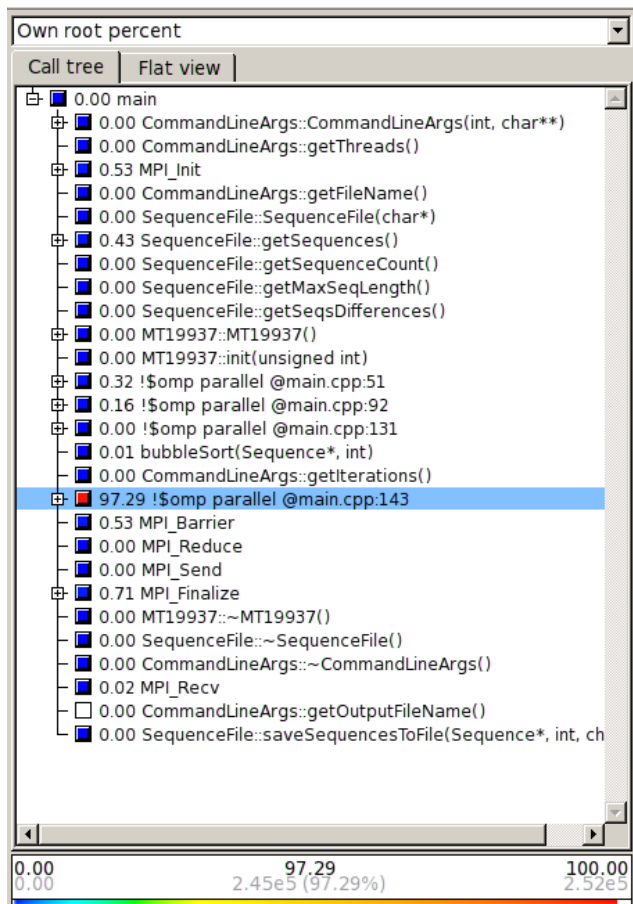 Own root percent
Call tree
Flat view
0.00 main
0.00 CommandLineArgs::CommandLineArgs(int, char**)
0.00 CommandLineArgs::getThreads()
0.53 MPI_Init
0.00 CommandLineArgs::getFileName()
0.00 SequenceFile::SequenceFile(char*)
0.43 SequenceFile::getSequences()
0.00 SequenceFile::getSequenceCount()
0.00 SequenceFile::getMaxSeqLength()
0.00 SequenceFile::getSeqsDifferences()
0.00 MT19937::MT19937()
0.00 MT19937::init(unsigned int)
0.32 !$omp parallel @main.cpp:51
0.16 !$omp parallel @main.cpp:92
0.00 !$omp parallel @main.cpp:131
0.01 bubbleSort(Sequence*, int)
0.00 CommandLineArgs::getIterations()
97.29 !$omp parallel @main.cpp:143
0.53 MPI_Barrier
0.00 MPI_Reduce
0.00 MPI_Send
0.71 MPI_Finalize
0.00 MT19937::~MT19937()
0.00 SequenceFile::~SequenceFile()
0.00 CommandLineArgs::~CommandLineArgs()
0.02 MPI_Recv
0.00 CommandLineArgs::getOutputFileName()
0.00 SequenceFile::saveSequencesToFile(Sequence*, int, ch
0.00 97.29 100.00
0.00 2.45e5 (97.29%) 2.52e5